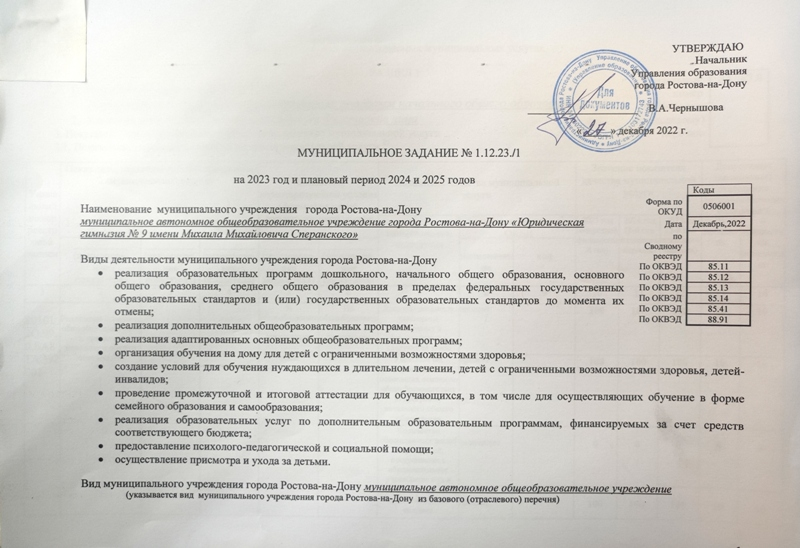 УТВЕРЖДАЮ
Начальник
Управления образования
города Ростова-на-Дону
Для
документов
В.А.Чернышова
«27» декабря 2022 г.
МУНИЦИПАЛЬНОЕ ЗАДАНИЕ № 1.12.23./1
на 2023 год и плановый период 2024 и 2025 годов
Коды
Форма по ОКУД 0506001
Дата Декабрь,2022
по Сводному реестру
По ОКВЭД 85.11
По ОКВЭД 85.12
По ОКВЭД 85.13
По ОКВЭД 85.14
По ОКВЭД 85.41
По ОКВЭД 88.91
Наименование муниципального учреждения города Ростова-на-Дону
муниципальное автономное общеобразовательное учреждение города Ростова-на-Дону «Юридическая
гимназия № 9 имени Михаила Михайловича Сперанского»
Виды деятельности муниципального учреждения города Ростова-на-Дону
• реализация образовательных программ дошкольного, начального общего образования, основного
общего образования, среднего общего образования в пределах федеральных государственных
образовательных стандартов и (или) государственных образовательных стандартов до момента их
отмены;
• реализация дополнительных общеобразовательных программ;
• реализация адаптированных основных общеобразовательных программ;
• организация обучения на дому для детей с ограниченными возможностями здоровья;
• создание условий для обучения нуждающихся в длительном лечении, детей с ограниченными возможностями здоровья, детей-
инвалидов;
• проведение промежуточной и итоговой аттестации для обучающихся, в том числе для осуществляющих обучение в форме
семейного образования и самообразования;
• реализация образовательных услуг по дополнительным образовательным программам, финансируемых за счет средств
соответствующего бюджета;
• предоставление психолого-педагогической и социальной помощи;
• осуществление присмотра и ухода за детьми.
Вид муниципального учреждения города Ростова-на-Дону муниципальное автономное общеобразовательное учреждение
(указывается вид муниципального учреждения города Ростова-на-Дону из базового (отраслевого) перечня)